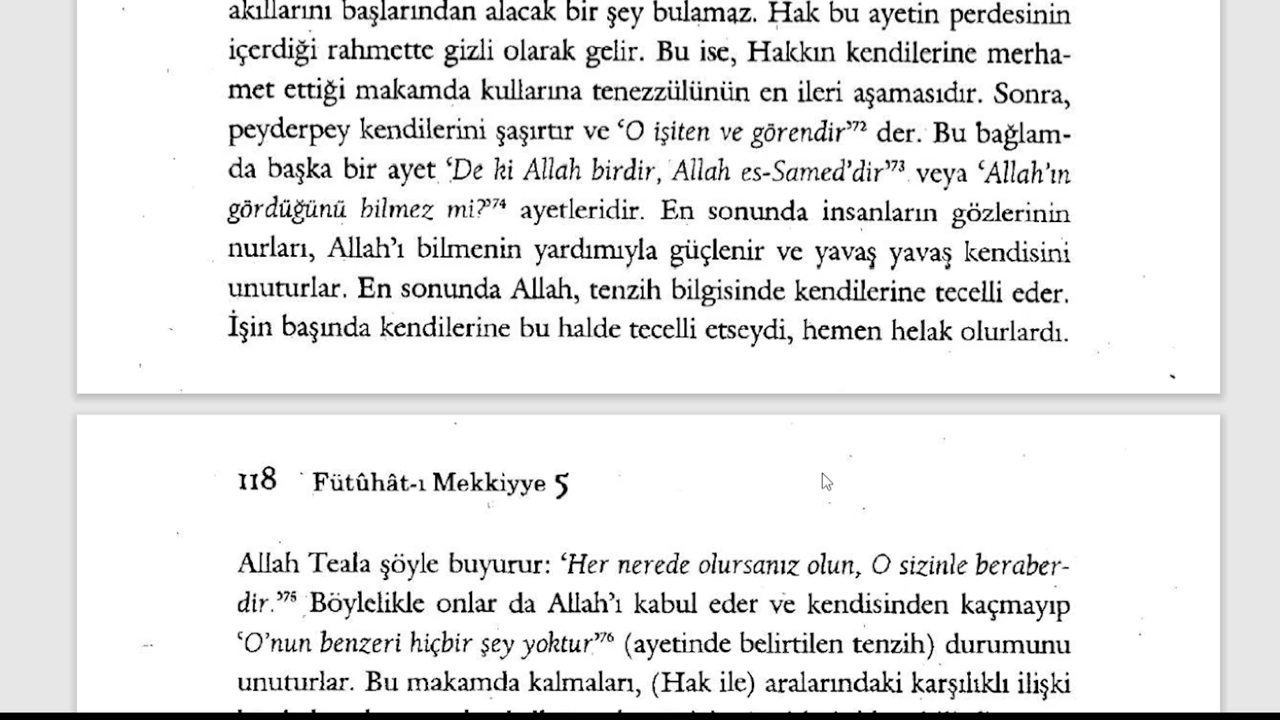 akıllarını başlarından alacak bir şey bulamaz. Hak bu ayetin perdesinin
içerdiği rahmette gizli olarak gelir. Bu ise, Hakkın kendilerine merha-
met ettiği makamda kullarına tenezzülünün en ileri aşamasıdır. Sonra,
peyderpey kendilerini şaşırtır ve ‘O işiten ve görendir’⁷² der. Bu bağlam-
da başka bir ayet ‘De ki Allah birdir, Allah es-Samed’dir’⁷³ veya ‘Allah’ın
gördüğünü bilmez mi?’⁷⁴ ayetleridir. En sonunda insanların gözlerinin
nurları, Allah’ı bilmenin yardımıyla güçlenir ve yavaş yavaş kendisini
unuturlar. En sonunda Allah, tenzih bilgisinde kendilerine tecelli eder.
İşin başında kendilerine bu halde tecelli etseydi, hemen helak olurlardı.
118 Fütûhât-ı Mekkiyye 5
Allah Teala şöyle buyurur: ‘Her nerede olursanız olun, O sizinle beraber-
dir.’⁷⁵ Böylelikle onlar da Allah’ı kabul eder ve kendisinden kaçmayıp
‘O’nun benzeri hiçbir şey yoktur’⁷⁶ (ayetinde belirtilen tenzih) durumunu
unuturlar. Bu makamda kalmaları, (Hak ile) aralarındaki karşılıklı ilişki